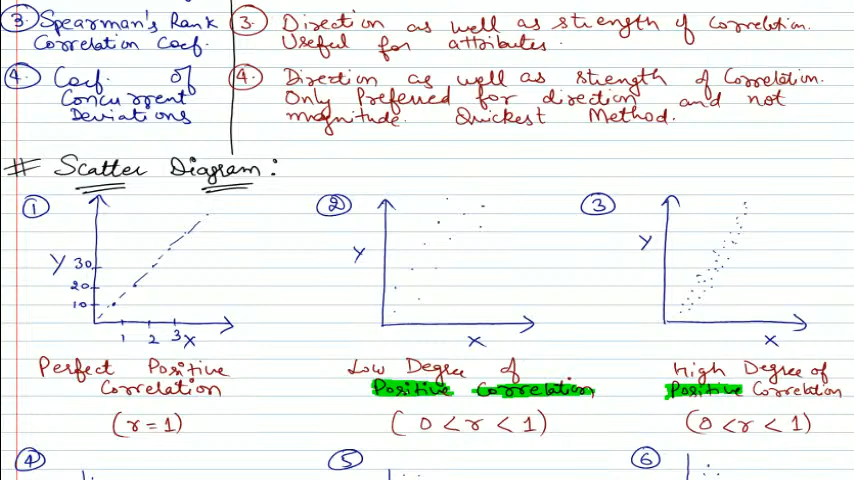 ③ Spearman's Rank
Correlation Coef.
③ Direction as well as strength of correlation.
Useful for attributes.
④ Coef. of
Concurrent
Deviations
④ Direction as well as strength of Correlation.
Only Preferred for direction and not
magnitude. Quickest Method.
# Scatter Diagram:
① ② ③
Y 30
20
10
1 2 3 X
Y
X
Y
X
Perfect Positive
Correlation
(r = 1)
Low Degree of
Positive Correlation
(0 < r < 1)
High Degree of
Positive Correlation
(0 < r < 1)
④ ⑤ ⑥